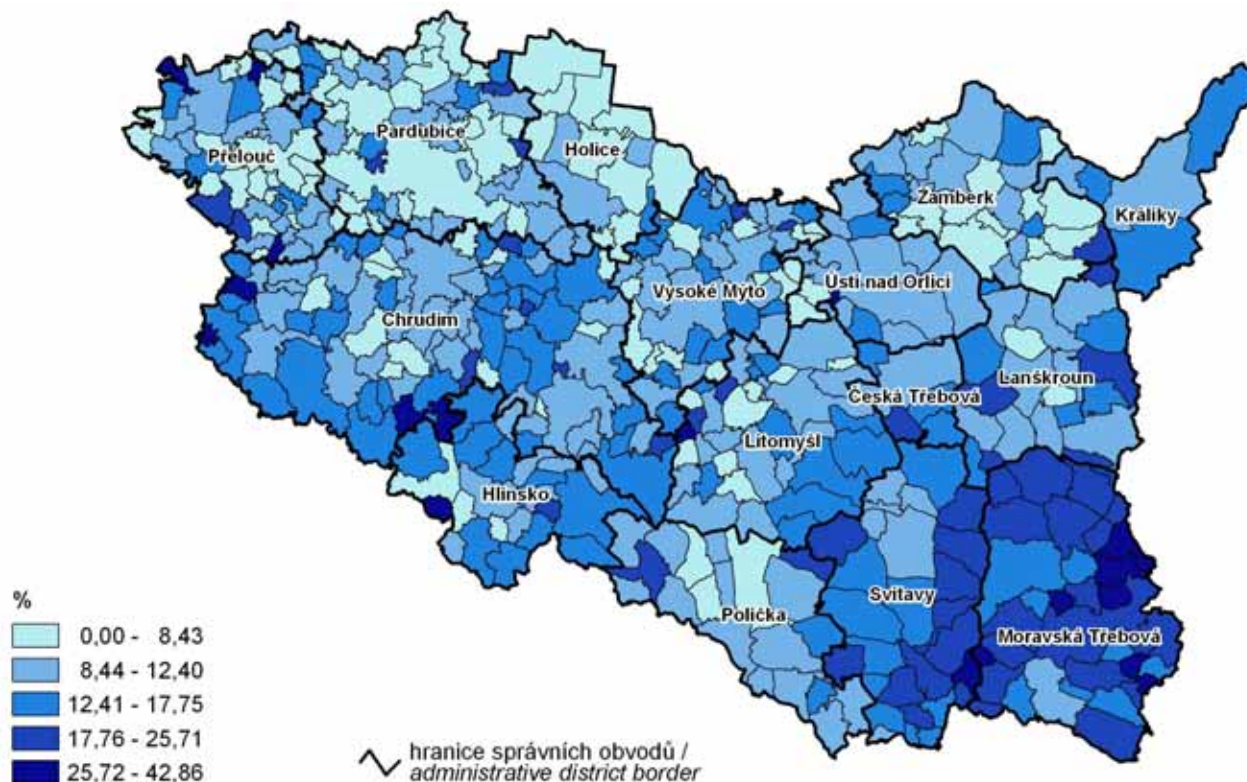 Pardubice
Přelouč
Holice
Žamberk
Králíky
Ústí nad Orlicí
Vysoké Mýto
Chrudim
Lanškroun
Česká Třebová
Litomyšl
Hlinsko
Svitavy
Polička
Moravská Třebová
%
0,00 - 8,43
8,44 - 12,40
12,41 - 17,75
17,76 - 25,71
25,72 - 42,86
hranice správních obvodů /
administrative district border